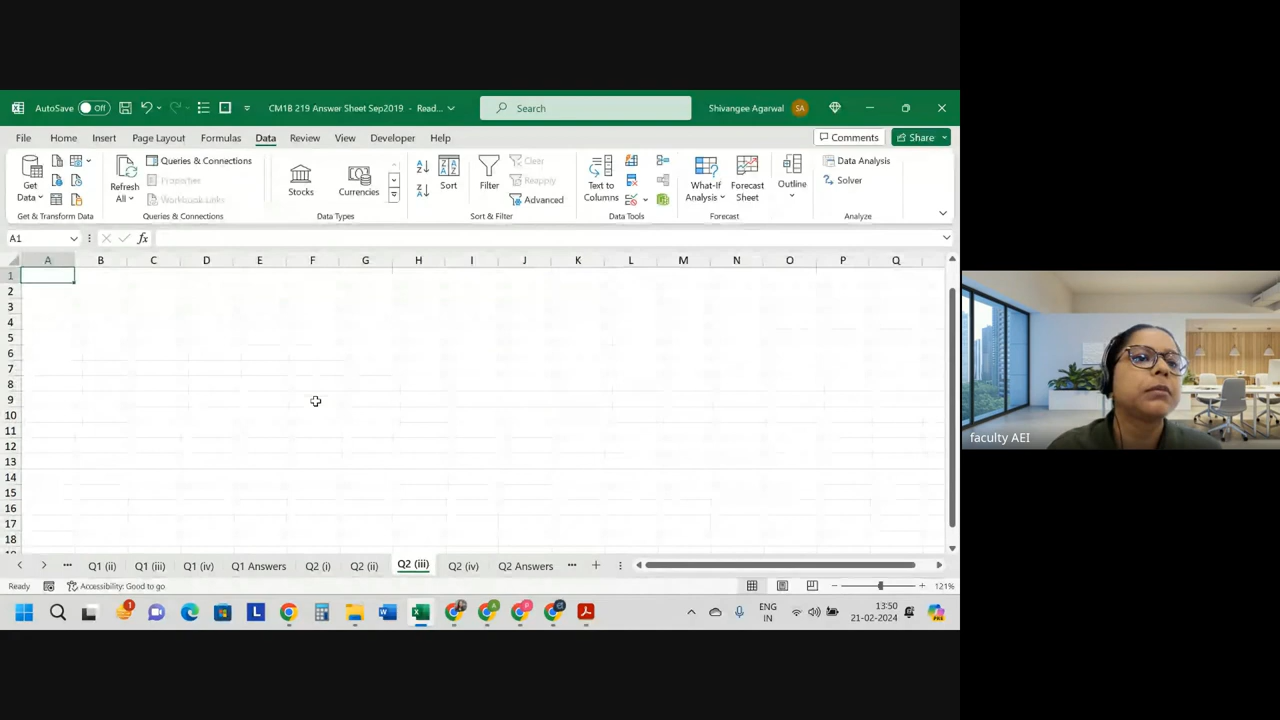 AutoSave Off CM1B 219 Answer Sheet Sep2019 - Read... Search Shivangee Agarwal SA
File Home Insert Page Layout Formulas Data Review View Developer Help Comments Share
Get Data
Refresh All
Queries & Connections
Properties
Workbook Links
Stocks
Currencies
Sort
Filter
Clear
Reapply
Advanced
Text to Columns
What-If Analysis
Forecast Sheet
Outline
Data Analysis
Solver
Get & Transform Data Queries & Connections Data Types Sort & Filter Data Tools Forecast Analyze
A1 fx
A B C D E F G H I J K L M N O P Q
1
2
3
4
5
6
7
8
9
10
11
12
13
14
15
16
17
18
faculty AEI
... Q1 (ii) Q1 (iii) Q1 (iv) Q1 Answers Q2 (i) Q2 (ii) Q2 (iii) Q2 (iv) Q2 Answers ...
Ready Accessibility: Good to go 121%
1 L W ENG IN 13:50 21-02-2024